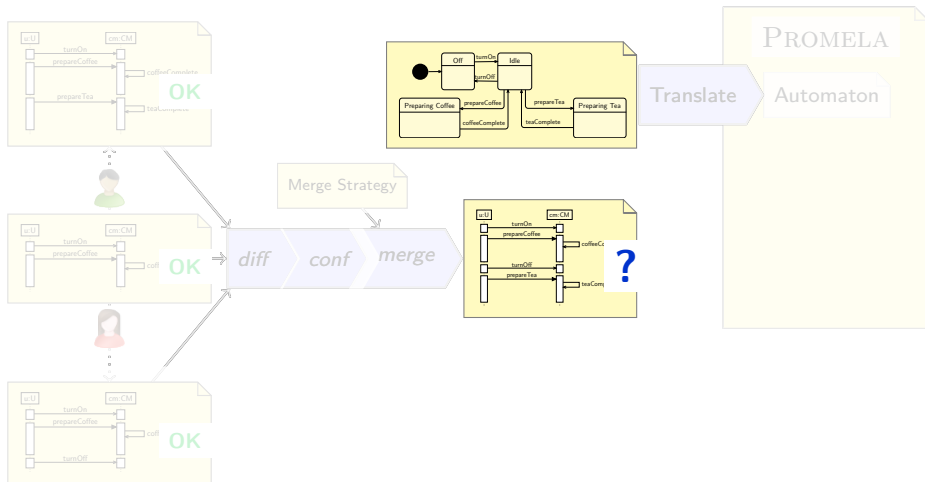 u:U
cm:CM
turnOn
prepareCoffee
coffeeComplete
prepareTea
OK
u:U
cm:CM
turnOn
prepareCoffee
OK
u:U
cm:CM
turnOn
prepareCoffee
turnOff
OK
diff
conf
merge
Merge Strategy
Off
turnOn
Idle
turnOff
Preparing Coffee
prepareCoffee
prepareTea
Preparing Tea
coffeeComplete
teaComplete
u:U
cm:CM
turnOn
prepareCoffee
turnOff
prepareTea
?
Translate
PROMELA
Automaton